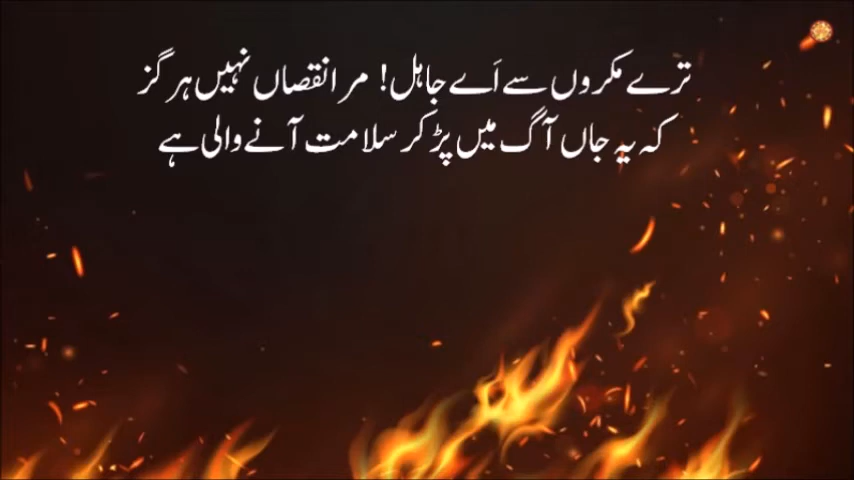 ترے مکروں سے اَے جاہل! مرا نقصاں نہیں ہرگز
کہ یہ جاں آگ میں پڑ کر سلامت آنے والی ہے